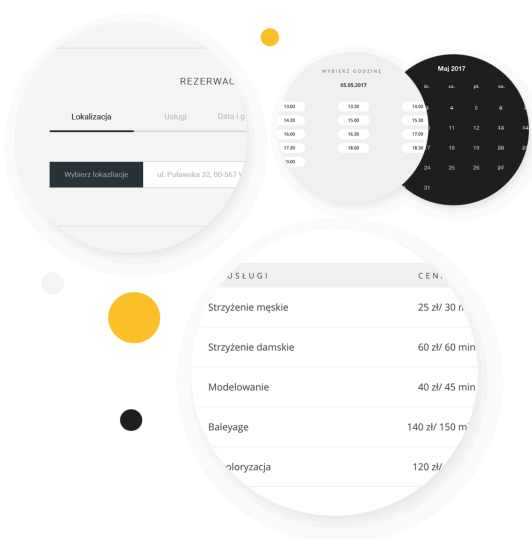 REZERWAC
Lokalizacja Usługi Data i g
Wybierz lokazliacje ul. Puławska 32, 00-567
WYBIERZ GODZINĘ
05.05.2017
13.00 13.30 14.00
14.30 15.00 15.30
16.00 16.30 17.00
17.30 18.00 18.30
19.00
Maj 2017
śr. cz. pt. so.
4 5 6
11 12 13 14
18 19 20 21
24 25 26 27
31
USŁUGI CEN
Strzyżenie męskie 25 zł/ 30 m
Strzyżenie damskie 60 zł/ 60 min
Modelowanie 40 zł/ 45 min
Baleyage 140 zł/ 150 mi
oloryzacja 120 zł/